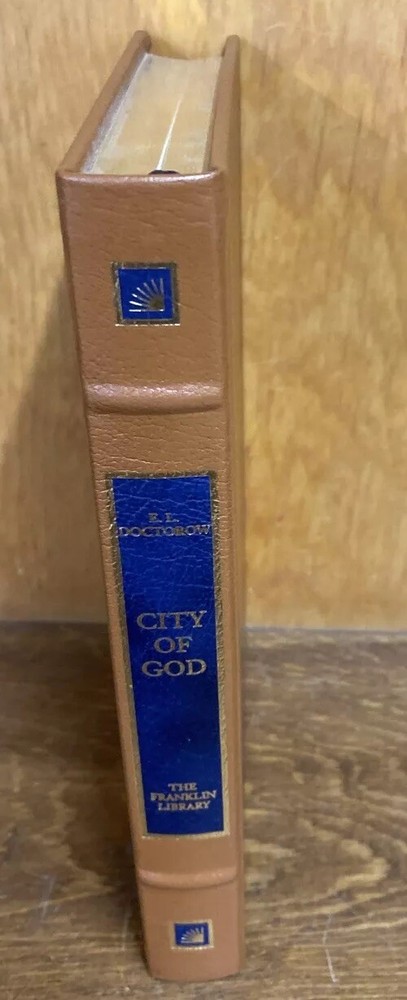 E. L.
DOCTOROW
CITY
OF
GOD
THE
FRANKLIN
LIBRARY